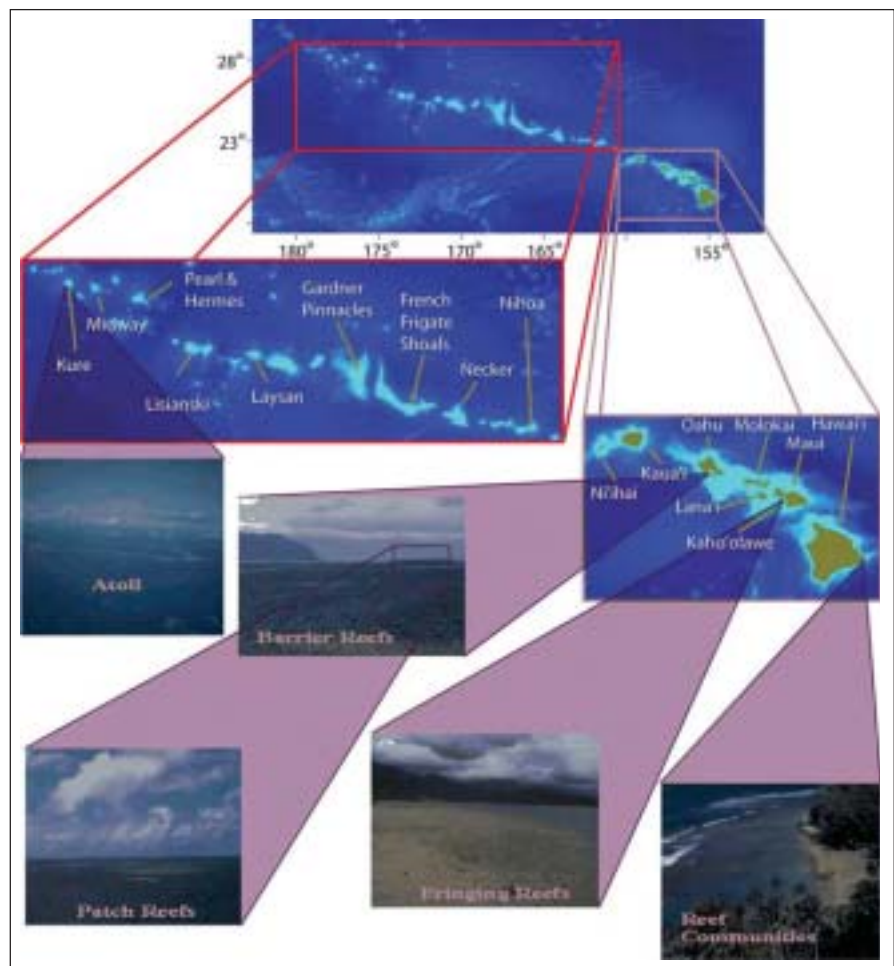 28°
23°
180°
175°
170°
165°
155°
Pearl &
Hermes
Midway
Kure
Lisianski
Laysan
Gardner
Pinnacles
French
Frigate
Shoals
Necker
Nihoa
Oahu
Molokai
Hawai'i
Maui
Kaua'i
Ni'ihai
Lana'i
Kaho'olawe
Atoll
Barrier Reefs
Patch Reefs
Fringing Reefs
Reef
Communities